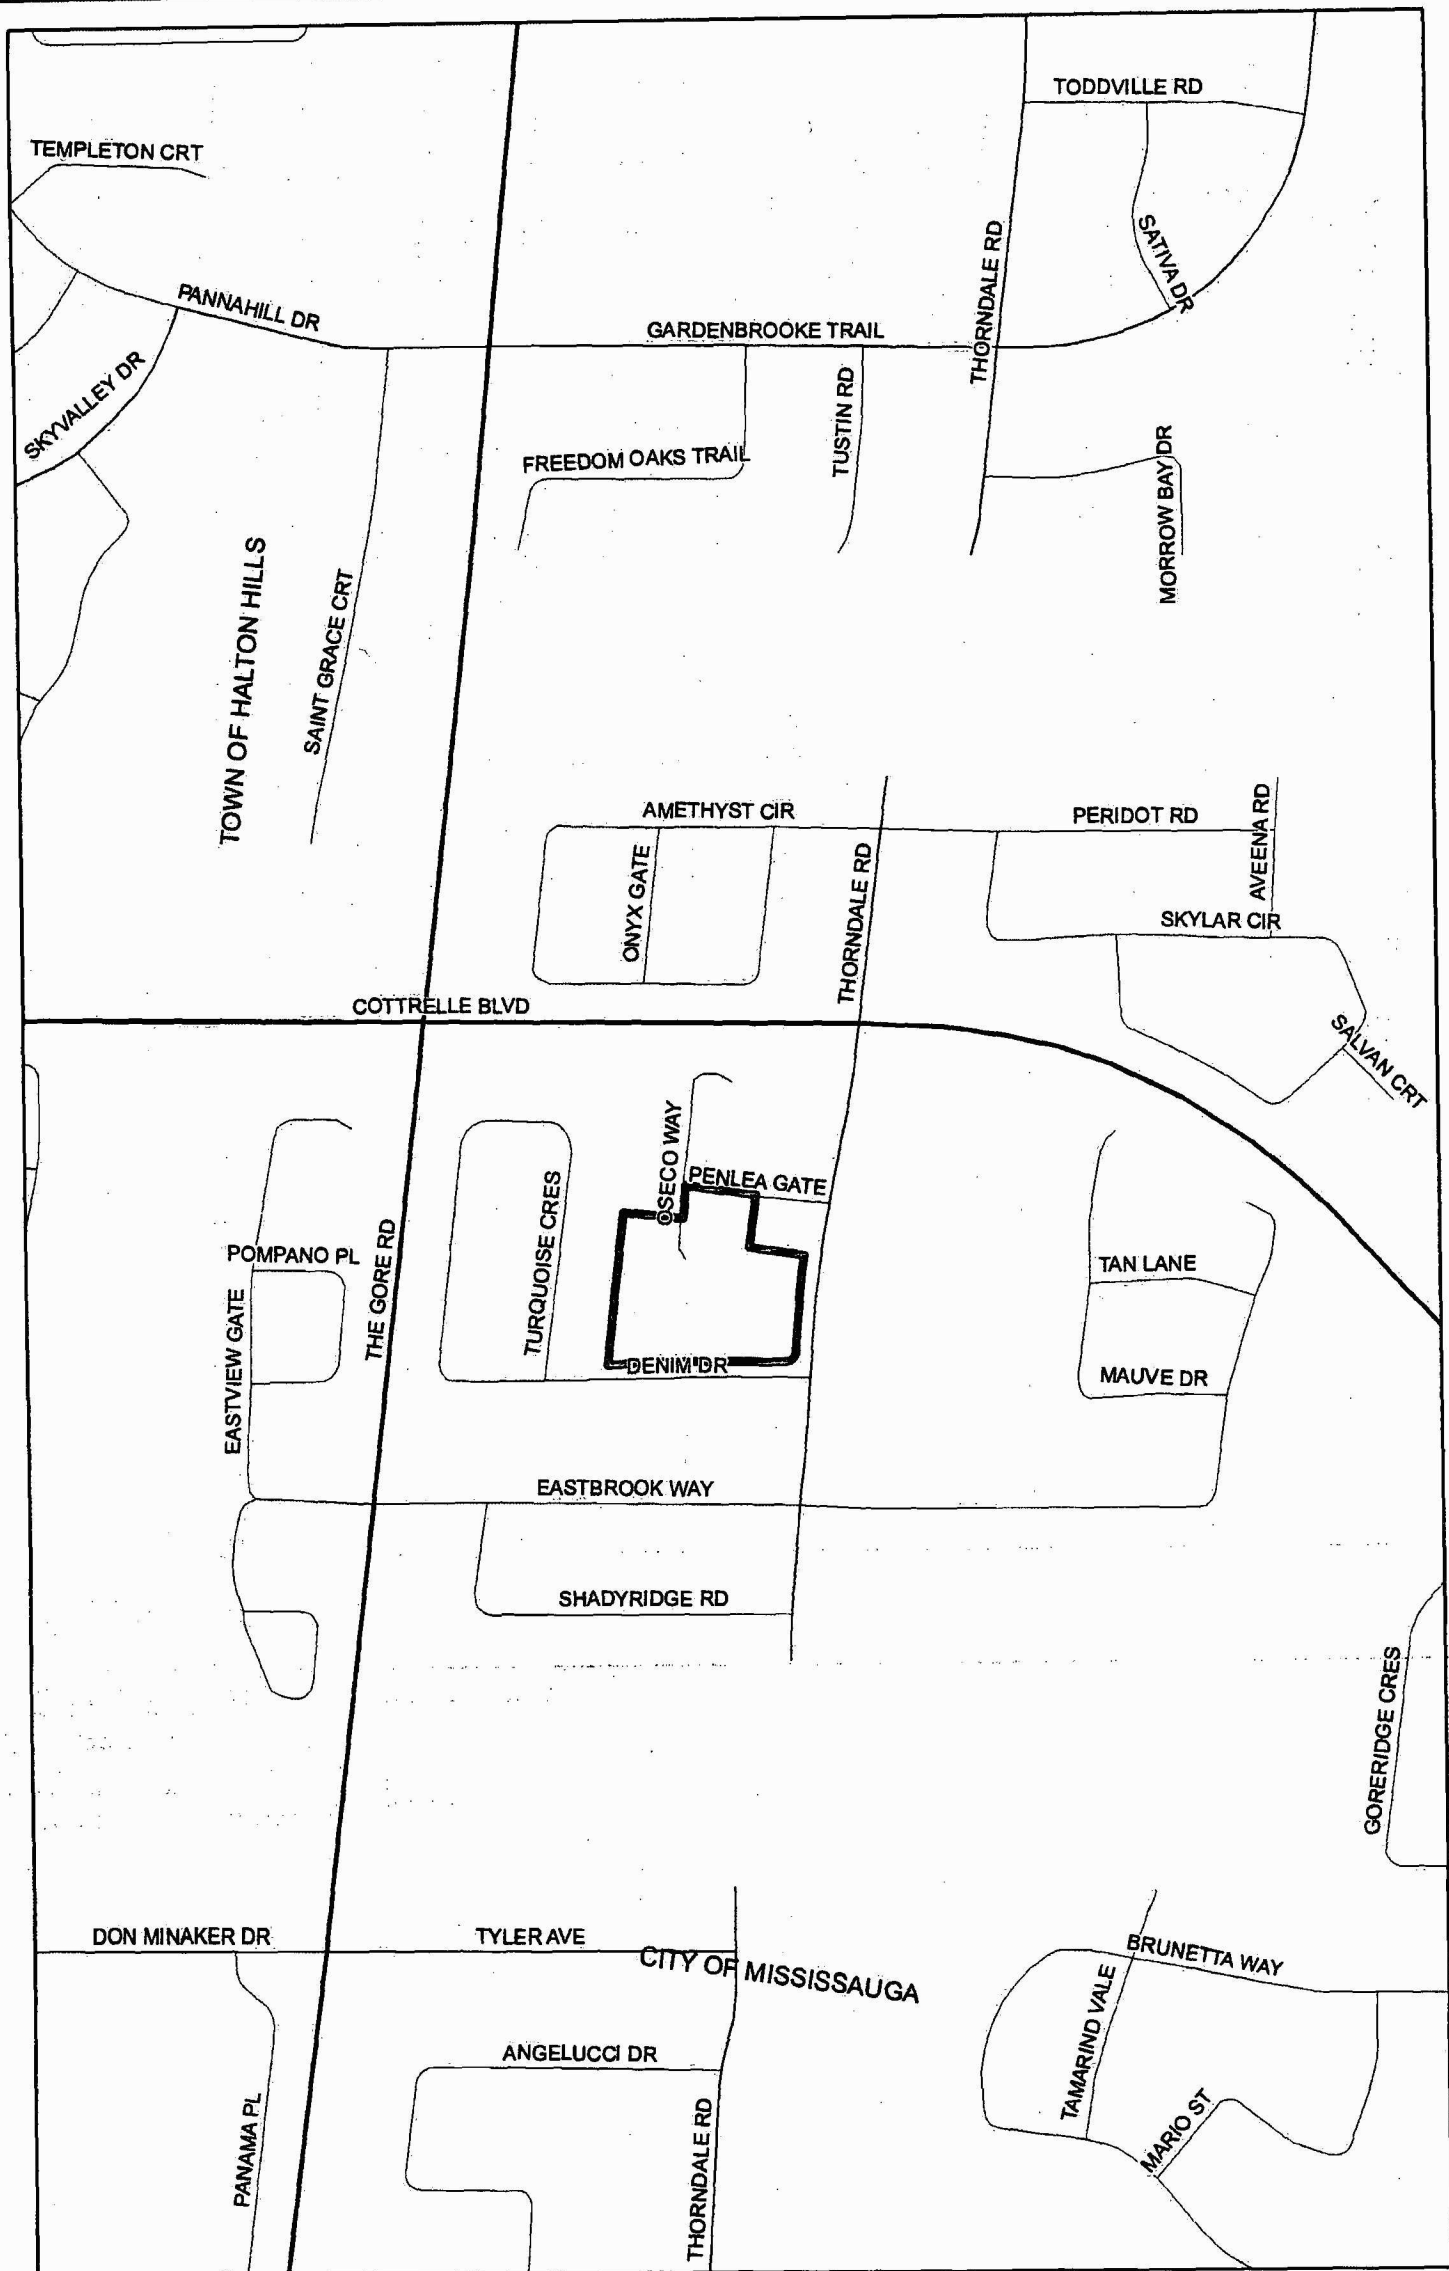 TODDVILLE RD
TEMPLETON CRT
SATIVA DR
THORNDALE RD
PANNAHILL DR
GARDENBROOKE TRAIL
SKYVALLEY DR
TUSTIN RD
FREEDOM OAKS TRAIL
MORROW BAY DR
TOWN OF HALTON HILLS
SAINT GRACE CRT
AMETHYST CIR
PERIDOT RD
AVEENA RD
ONYX GATE
THORNDALE RD
SKYLAR CIR
COTTRELLE BLVD
SALVAN CRT
OSECO WAY
PENLEA GATE
TURQUOISE CRES
THE GORE RD
POMPANO PL
TAN LANE
EASTVIEW GATE
DENIM DR
MAUVE DR
EASTBROOK WAY
SHADYRIDGE RD
GORERIDGE CRES
DON MINAKER DR
TYLER AVE
CITY OF MISSISSAUGA
BRUNETTA WAY
TAMARIND VALE
ANGELUCCI DR
MARIO ST
PANAMA PL
THORNDALE RD